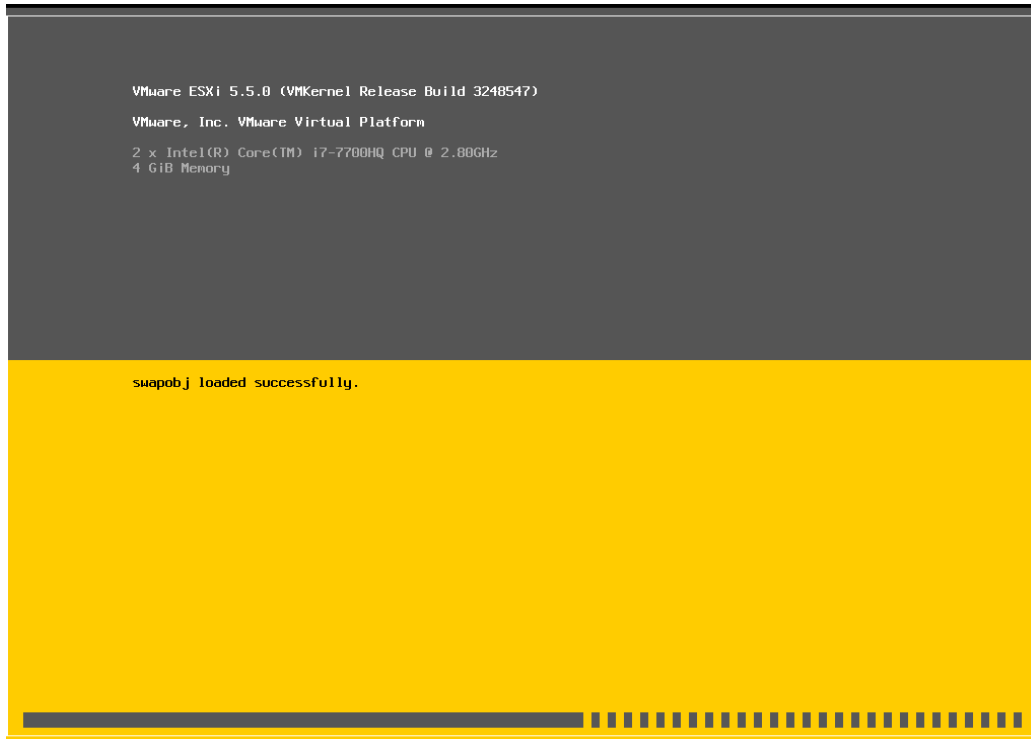 VMware ESXi 5.5.0 (VMKernel Release Build 3248547)
VMware, Inc. VMware Virtual Platform
2 x Intel(R) Core(TM) i7-7700HQ CPU @ 2.80GHz
4 GiB Memory
swapobj loaded successfully.